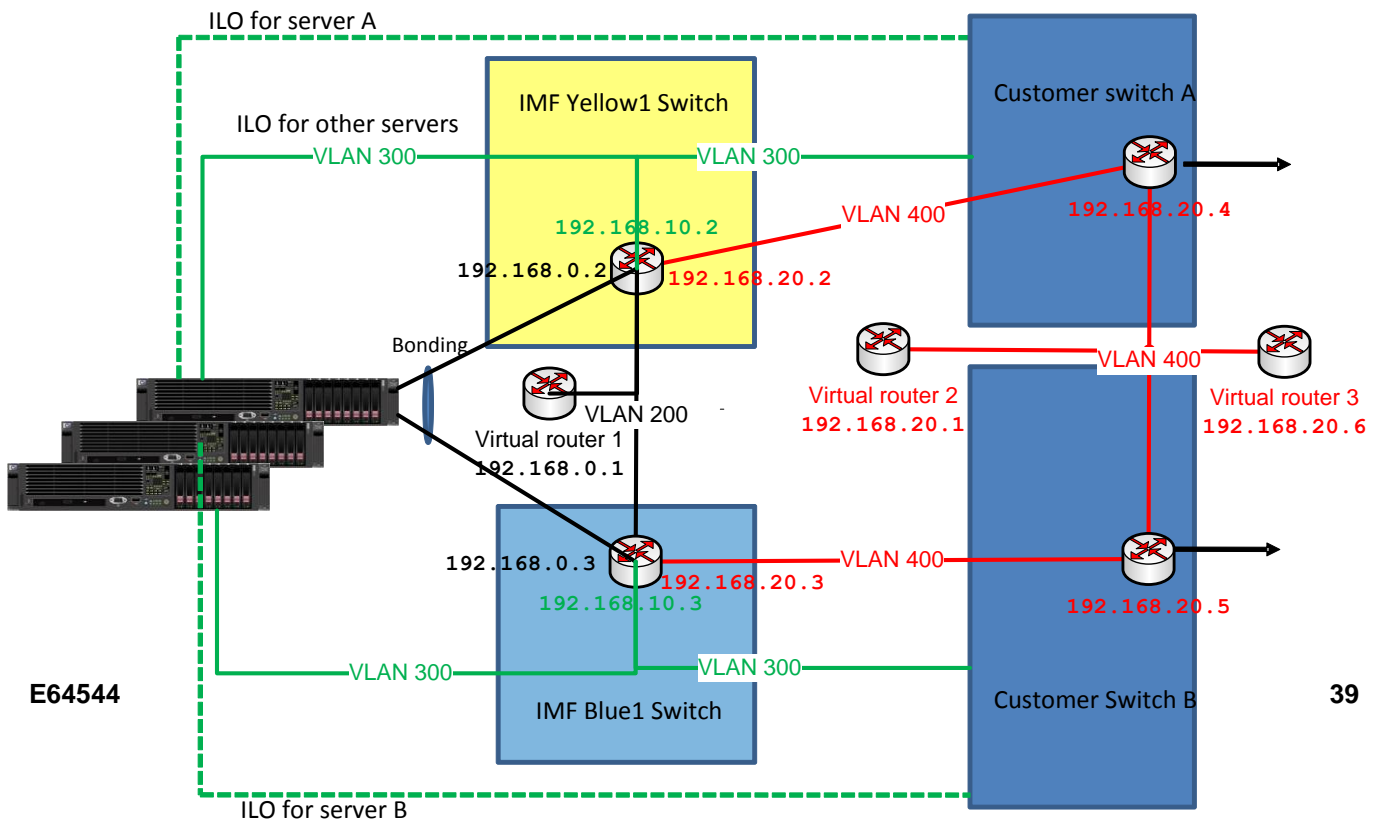 ILO for server A
IMF Yellow1 Switch
Customer switch A
ILO for other servers
VLAN 300
VLAN 300
VLAN 400
192.168.20.4
192.168.10.2
192.168.0.2
192.168.20.2
Bonding
VLAN 400
VLAN 200
-
Virtual router 1
192.168.0.1
Virtual router 2
192.168.20.1
Virtual router 3
192.168.20.6
192.168.0.3
192.168.20.3
192.168.10.3
VLAN 400
192.168.20.5
VLAN 300
VLAN 300
E64544
IMF Blue1 Switch
Customer Switch B
39
ILO for server B